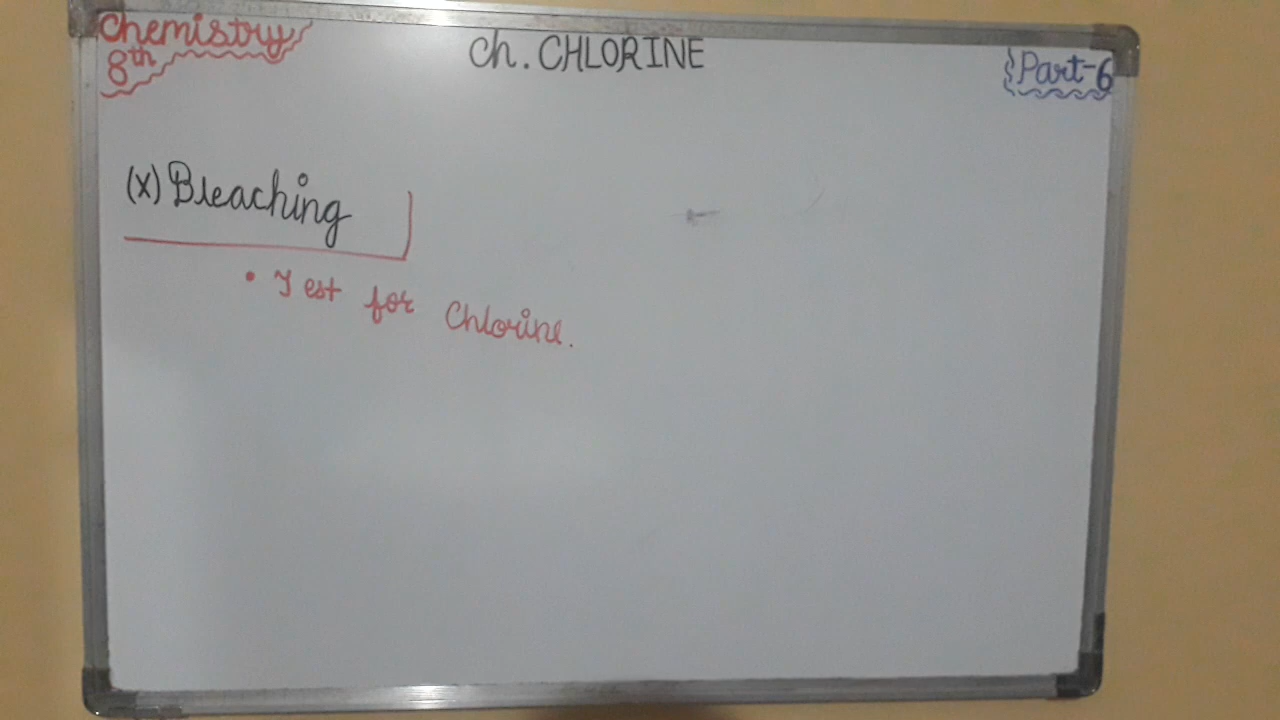 Chemistry
8th
Ch. CHLORINE
Part-6
(x) Bleaching
• Test for Chlorine.